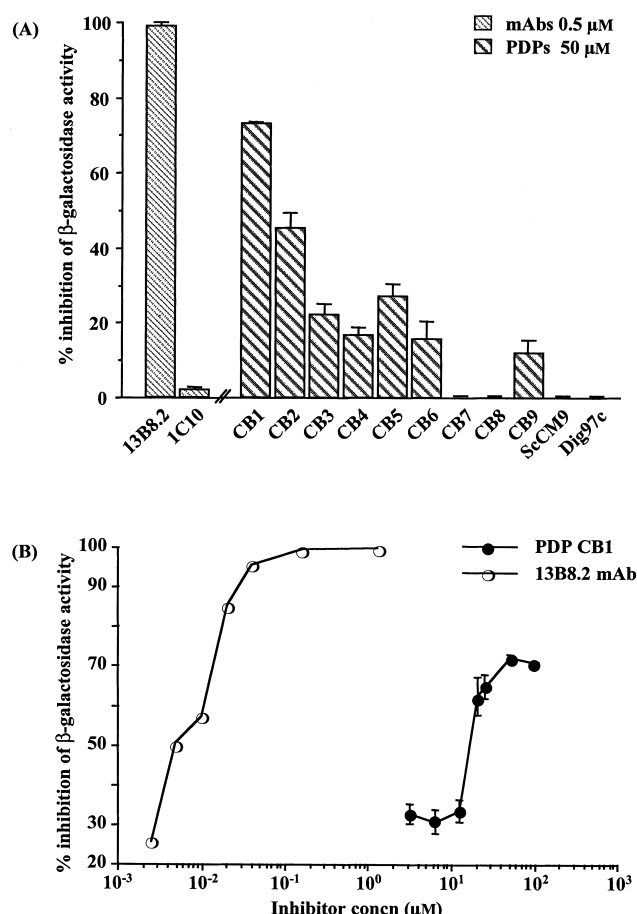 (A)
mAbs 0.5 µM
PDPs 50 µM
% inhibition of β-galactosidase activity
100
80
60
40
20
0
13B8.2
1C10
CB1
CB2
CB3
CB4
CB5
CB6
CB7
CB8
CB9
ScCM9
Dig97c
(B)
PDP CB1
13B8.2 mAb
% inhibition of β-galactosidase activity
100
90
70
50
30
20
10-3
10-2
10-1
100
101
102
103
Inhibitor concn (µM)